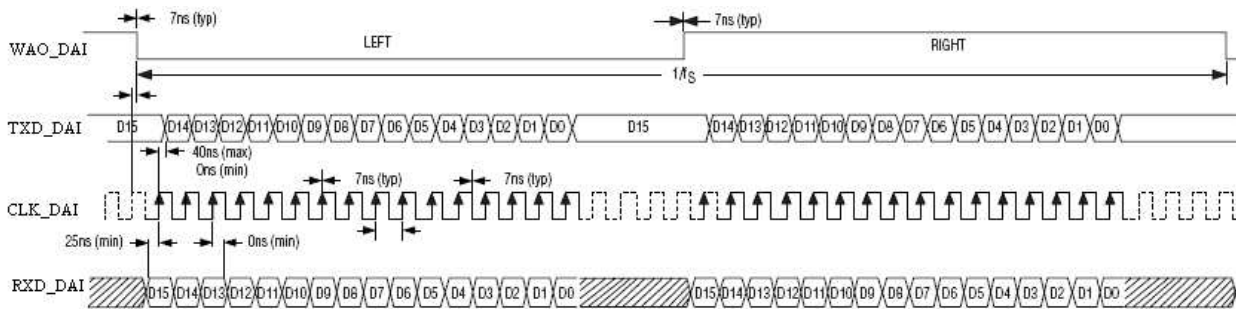 7ns (typ) 7ns (typ)
WAO_DAI LEFT RIGHT
1/fS
TXD_DAI D15 D14 D13 D12 D11 D10 D9 D8 D7 D6 D5 D4 D3 D2 D1 D0 D15 D14 D13 D12 D11 D10 D9 D8 D7 D6 D5 D4 D3 D2 D1 D0
40ns (max)
0ns (min)
7ns (typ) 7ns (typ)
CLK_DAI
25ns (min) 0ns (min)
RXD_DAI D15 D14 D13 D12 D11 D10 D9 D8 D7 D6 D5 D4 D3 D2 D1 D0 D15 D14 D13 D12 D11 D10 D9 D8 D7 D6 D5 D4 D3 D2 D1 D0